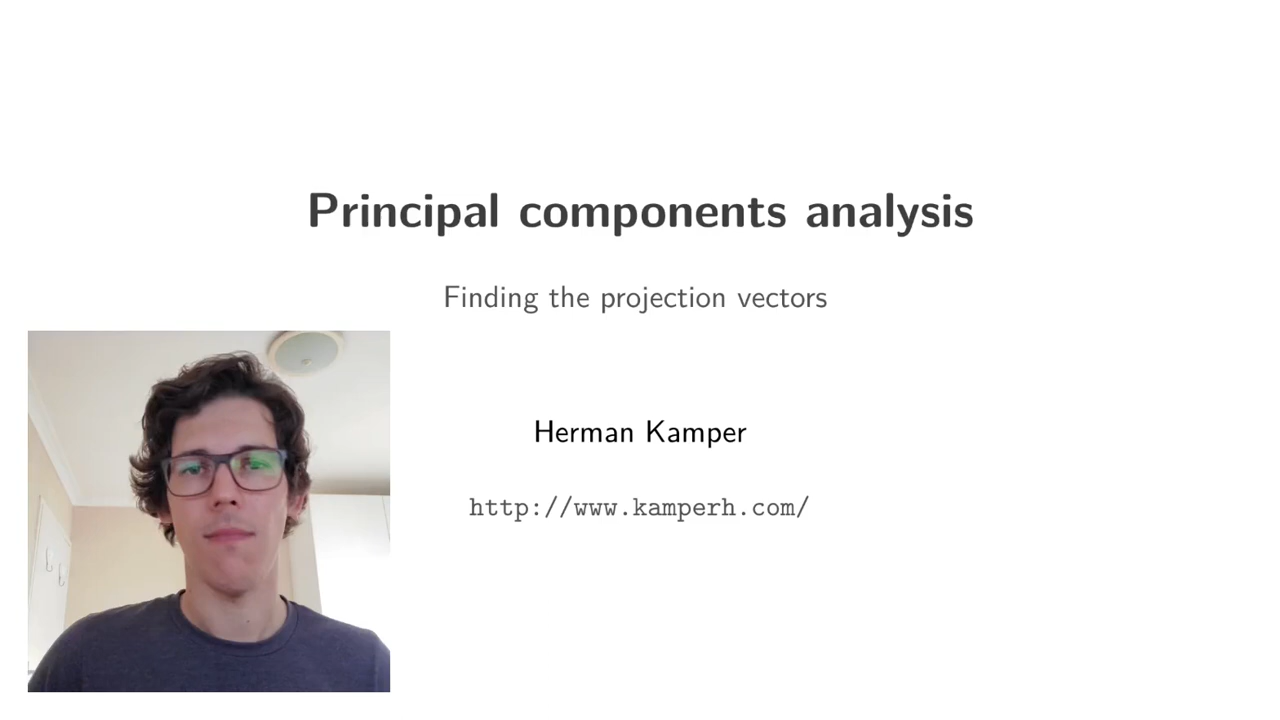 Principal components analysis
Finding the projection vectors
Herman Kamper
http://www.kamperh.com/